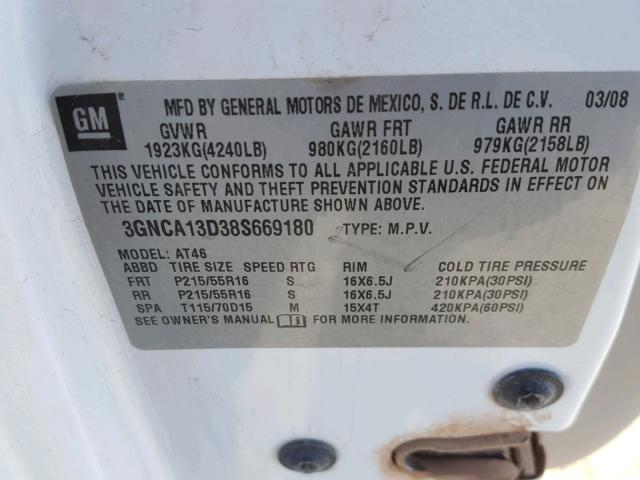 GM ®
MFD BY GENERAL MOTORS DE MEXICO, S. DE R.L. DE C.V. 03/08
GVWR GAWR FRT GAWR RR
1923KG(4240LB) 980KG(2160LB) 979KG(2158LB)
THIS VEHICLE CONFORMS TO ALL APPLICABLE U.S. FEDERAL MOTOR
VEHICLE SAFETY AND THEFT PREVENTION STANDARDS IN EFFECT ON
THE DATE OF MANUFACTURE SHOWN ABOVE.
3GNCA13D38S669180 TYPE: M.P.V.
MODEL: AT46
ABBD TIRE SIZE SPEED RTG RIM COLD TIRE PRESSURE
FRT P215/55R16 S 16X6.5J 210KPA(30PSI)
RR P215/55R16 S 16X6.5J 210KPA(30PSI)
SPA T115/70D15 M 15X4T 420KPA(60PSI)
SEE OWNER'S MANUAL FOR MORE INFORMATION.